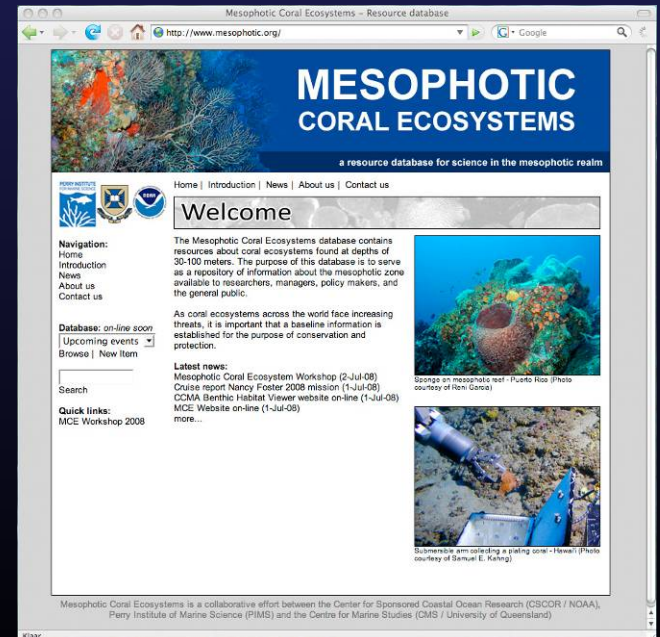 Mesophotic Coral Ecosystems – Resource database
http://www.mesophotic.org/
Google
MESOPHOTIC
CORAL ECOSYSTEMS
a resource database for science in the mesophotic realm
PERRY INSTITUTE
FOR MARINE SCIENCE
Home | Introduction | News | About us | Contact us
Welcome
Navigation:
Home
Introduction
News
About us
Contact us
Database: on-line soon
Upcoming events
Browse | New Item
Search
Quick links:
MCE Workshop 2008
The Mesophotic Coral Ecosystems database contains
resources about coral ecosystems found at depths of
30-100 meters. The purpose of this database is to serve
as a repository of information about the mesophotic zone
available to researchers, managers, policy makers, and
the general public.
As coral ecosystems across the world face increasing
threats, it is important that a baseline information is
established for the purpose of conservation and
protection.
Latest news:
Mesophotic Coral Ecosystem Workshop (2-Jul-08)
Cruise report Nancy Foster 2008 mission (1-Jul-08)
CCMA Benthic Habitat Viewer website on-line (1-Jul-08)
MCE Website on-line (1-Jul-08)
more...
Sponge on mesophotic reef - Puerto Rico (Photo
courtesy of Reni Garcia)
Submersible arm collecting a plating coral - Hawai'i (Photo
courtesy of Samuel E. Kahng)
Mesophotic Coral Ecosystems is a collaborative effort between the Center for Sponsored Coastal Ocean Research (CSCOR / NOAA),
Perry Institute of Marine Science (PIMS) and the Centre for Marine Studies (CMS / University of Queensland)
Klaar